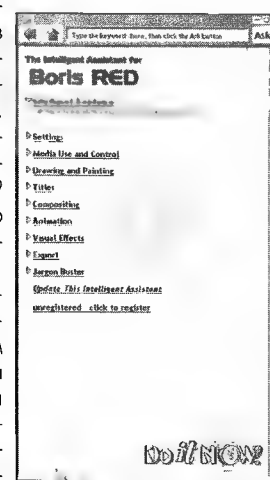 Type the keyword here, then click the Ask button
Ask
The Intelligent Assistant for
Boris RED
Settings
Media Use and Control
Drawing and Painting
Titles
Compositing
Animation
Visual Effects
Export
Jargon Buster
Update This Intelligent Assistant
unregistered click to register
Do it NOW!